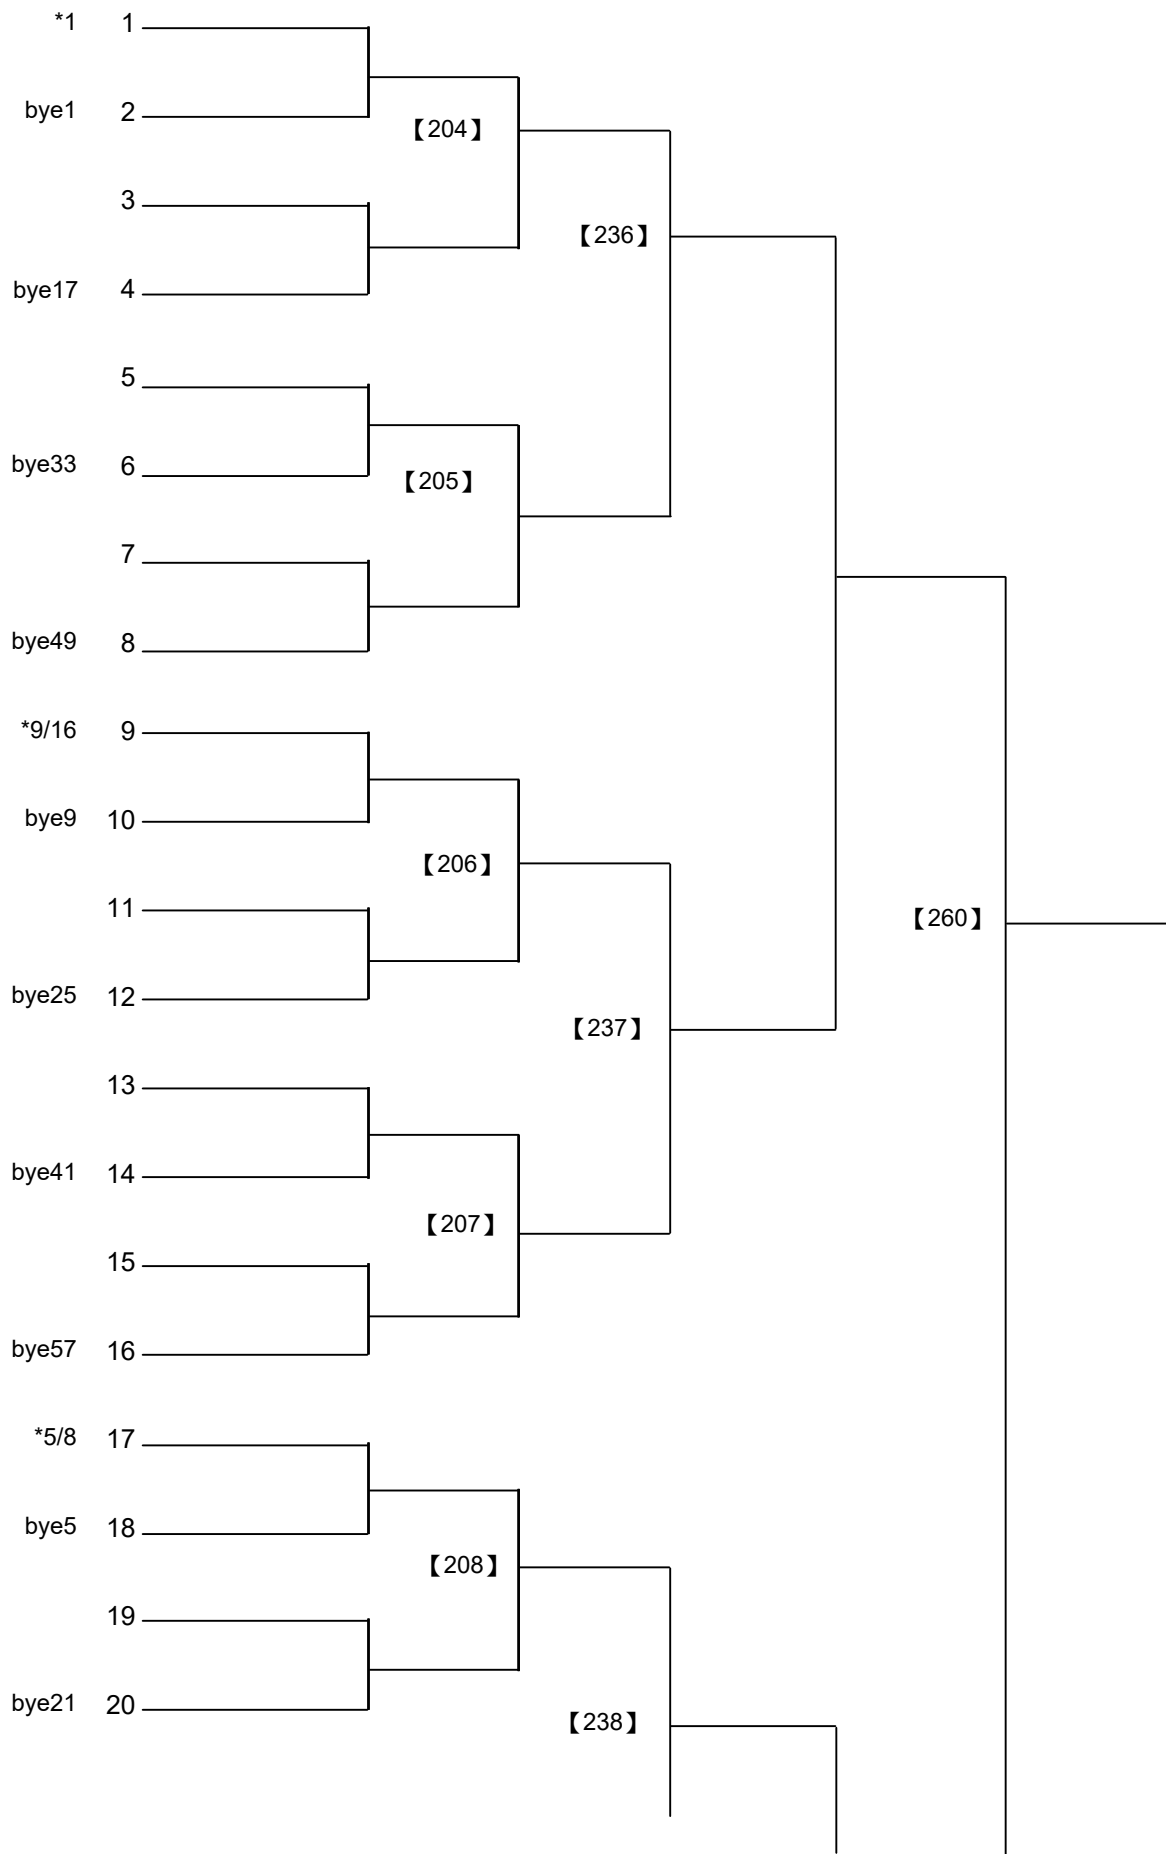 *1 1
bye1 2
【204】
3
【236】
bye17 4
5
bye33 6
【205】
7
bye49 8
*9/16 9
bye9 10
【206】
11
【260】
bye25 12
【237】
13
bye41 14
【207】
15
bye57 16
*5/8 17
bye5 18
【208】
19
bye21 20
【238】